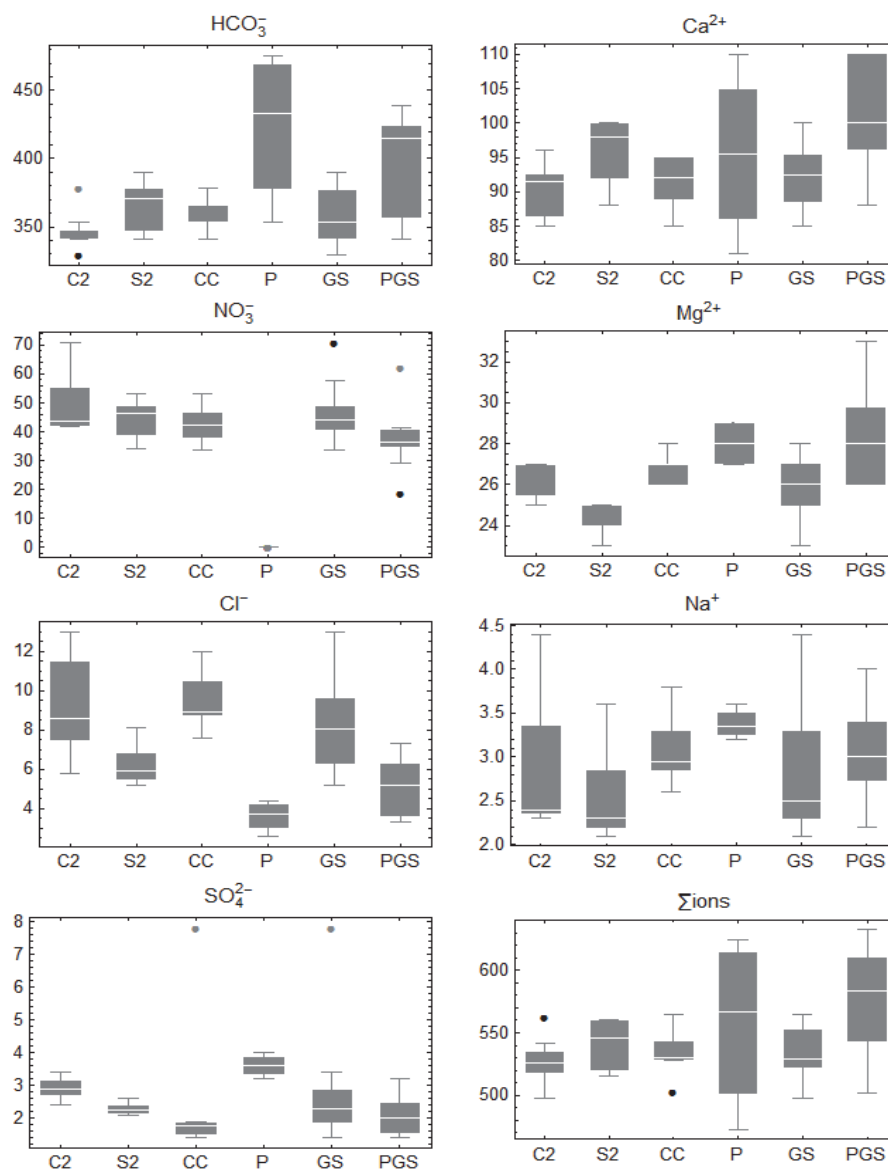 HCO₃⁻
450
400
350
C2 S2 CC P GS PGS
Ca²⁺
110
105
100
95
90
85
80
C2 S2 CC P GS PGS
NO₃⁻
70
60
50
40
30
20
10
0
C2 S2 CC P GS PGS
Mg²⁺
32
30
28
26
24
C2 S2 CC P GS PGS
Cl⁻
12
10
8
6
4
C2 S2 CC P GS PGS
Na⁺
4.5
4.0
3.5
3.0
2.5
2.0
C2 S2 CC P GS PGS
SO₄²⁻
8
7
6
5
4
3
2
C2 S2 CC P GS PGS
Σions
600
550
500
C2 S2 CC P GS PGS